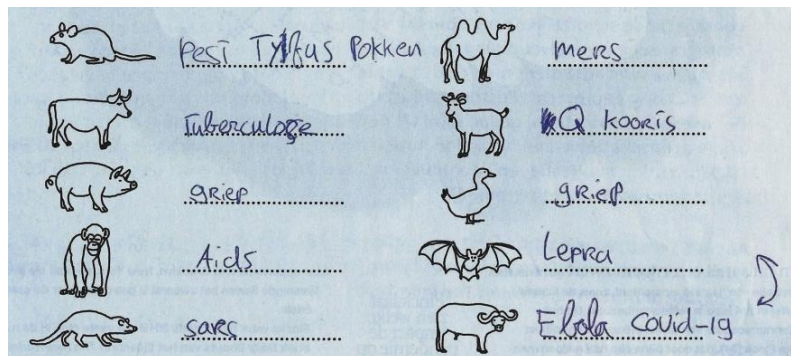 Pest Tyfus Pokken
mers
Tuberculose
Q koorts
griep
griep
Aids
Lepra
sars
Ebola Covid-19